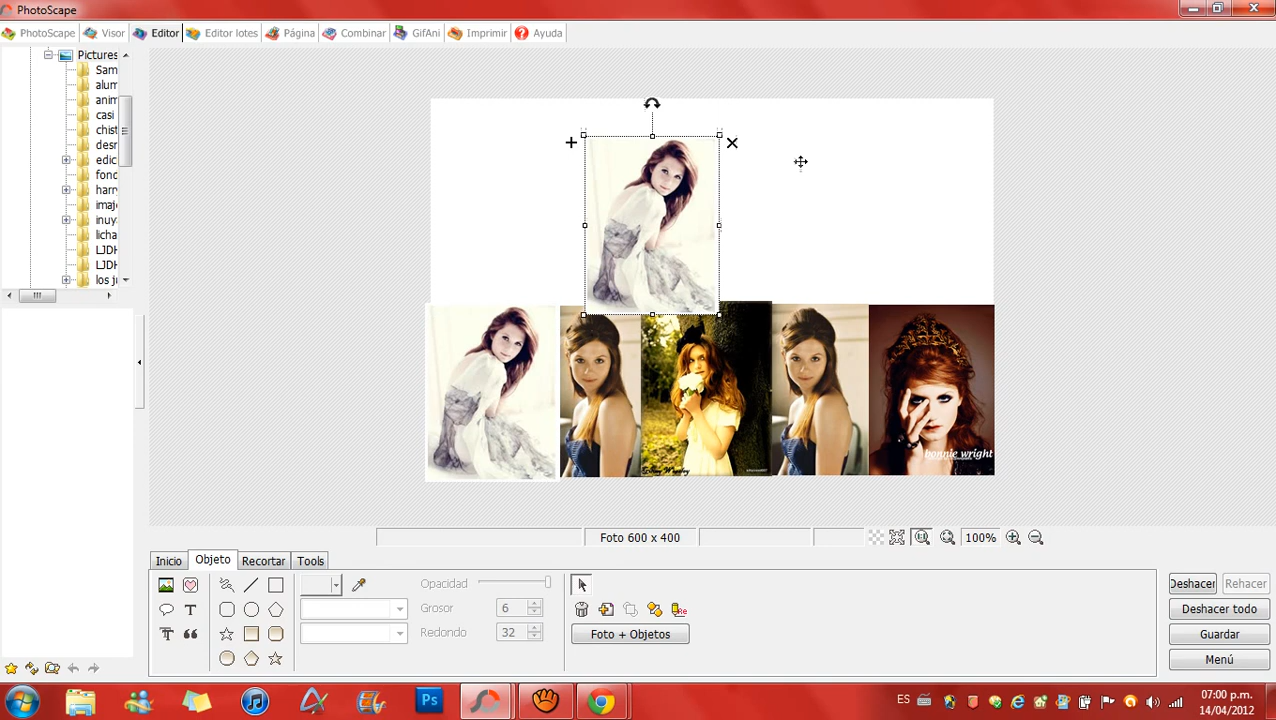 PhotoScape
PhotoScape Visor Editor Editor lotes Página Combinar GifAni Imprimir Ayuda
Pictures
Sam
alum
anim
casi
chist
desr
edic
fond
harr
imaj
inuy
licha
LJDH
LJDH
los ju
bonnie wright
Foto 600 x 400
100%
Inicio Objeto Recortar Tools
Opacidad
Grosor 6
Redondo 32
Foto + Objetos
Deshacer Rehacer
Deshacer todo
Guardar
Menú
ES
07:00 p.m.
14/04/2012